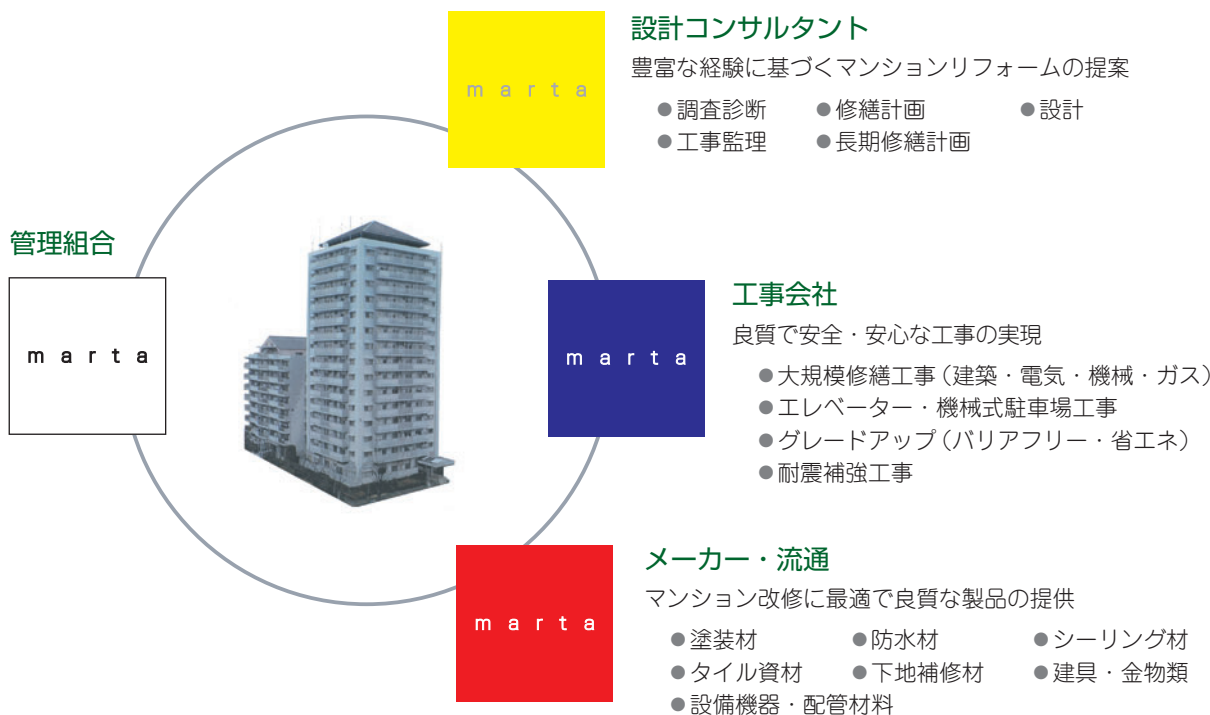 設計コンサルタント
豊富な経験に基づくマンションリフォームの提案
●調査診断 ●修繕計画 ●設計
●工事監理 ●長期修繕計画
marta
管理組合
marta
工事会社
良質で安全・安心な工事の実現
●大規模修繕工事（建築・電気・機械・ガス）
●エレベーター・機械式駐車場工事
●グレードアップ（バリアフリー・省エネ）
●耐震補強工事
marta
メーカー・流通
マンション改修に最適で良質な製品の提供
●塗装材 ●防水材 ●シーリング材
●タイル資材 ●下地補修材 ●建具・金物類
●設備機器・配管材料
marta